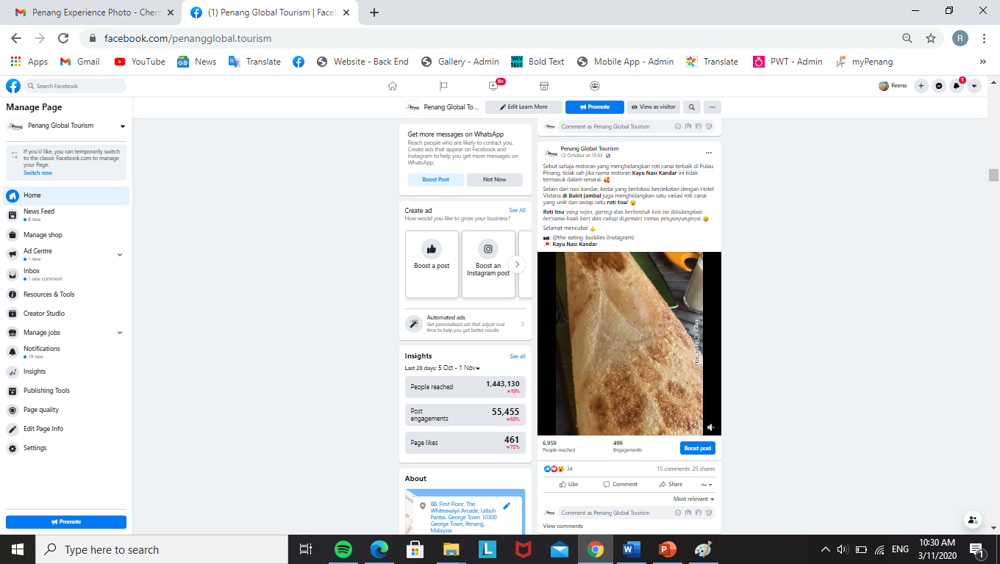 Penang Experience Photo - Cherc
(1) Penang Global Tourism | Facel
facebook.com/penangglobal.tourism
R
Apps
Gmail
YouTube
News
Translate
Website - Back End
Gallery - Admin
YAY TEXT
Bold Text
Mobile App - Admin
Translate
PWT - Admin
myPenang
Search Facebook
9+
Reena
1
Manage Page
Penang Global Tourism
If you'd like, you can temporarily switch
to the classic Facebook.com to manage
your Page.
Switch now
Home
News Feed
8 new
Manage shop
Ad Centre
1 new
Inbox
1 new comment
Resources & Tools
Creator Studio
Manage jobs
Notifications
19 new
Insights
Publishing Tools
Page quality
Edit Page Info
Settings
Promote
Penang Global To...
Edit Learn More
Promote
View as visitor
Get more messages on WhatsApp
Reach people who are likely to contact you.
Create ads that appear on Facebook and
Instagram to help you get more messages on
WhatsApp.
Boost Post
Not Now
Create ad
See All
How would you like to grow your business?
Boost a post
Boost an
Instagram post
Automated ads
Get personalised ads that adjust over
time to help you get better results
Insights
See all
Last 28 days: 5 Oct - 1 Nov
People reached
1,443,130
19%
Post
engagements
55,455
60%
Page likes
461
72%
About
8B, First Floor, The
Whiteaways Arcade, Lebuh
Pantai, George Town 10300
George Town, Penang,
Malaysia
Comment as Penang Global Tourism
Penang Global Tourism
12 October at 15:53
Sebut sahaja restoran yang menghidangkan roti canai terbaik di Pulau
Pinang, tidak sah jika nama restoran Kayu Nasi Kandar ini tidak
termasuk dalam senarai. 🥰
Selain dari nasi kandar, kedai yang berlokasi berdekatan dengan Hotel
Vistana di Bukit Jambul juga menghidangkan satu variasi roti canai
yang unik dan sedap iaitu roti tisu! 😮
Roti tisu yang nipis, garing dan berbentuk kon ini dihidangkan
bersama kuah kari dan cukup digemari ramai pengunjungnya. 😋
Selamat mencuba! 👍
📷: @the_eating_buddies (Instagram)
📍: Kayu Nasi Kandar
6,959
People reached
499
Engagements
Boost post
34
15 comments 25 shares
Like
Comment
Share
Most relevant
Comment as Penang Global Tourism
View comments
Type here to search
ENG
10:30 AM
3/11/2020
1